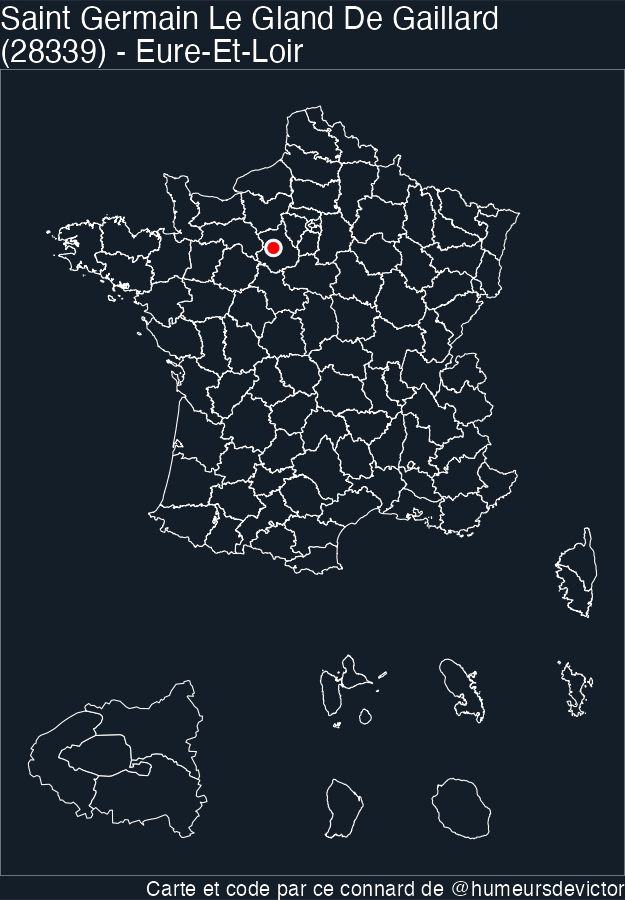 Saint Germain Le Gland De Gaillard
(28339) - Eure-Et-Loir
Carte et code par ce connard de @humeursdevictor